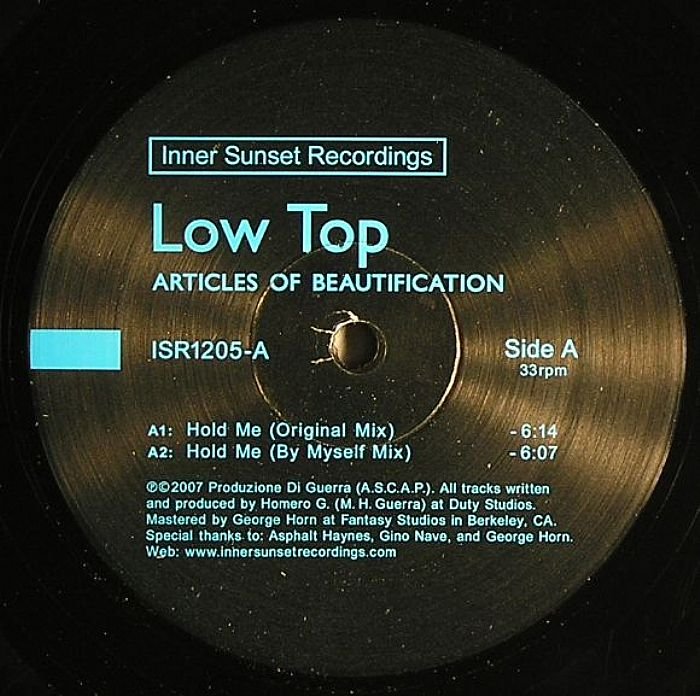 Inner Sunset Recordings
Low Top
ARTICLES OF BEAUTIFICATION
ISR1205-A
Side A
33rpm
A1: Hold Me (Original Mix) - 6:14
A2: Hold Me (By Myself Mix) - 6:07
℗©2007 Produzione Di Guerra (A.S.C.A.P.). All tracks written
and produced by Homero G. (M. H. Guerra) at Duty Studios.
Mastered by George Horn at Fantasy Studios in Berkeley, CA.
Special thanks to: Asphalt Haynes, Gino Nave, and George Horn.
Web: www.innersunsetrecordings.com